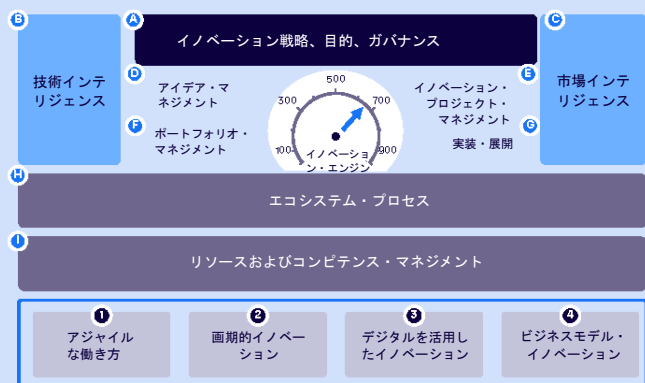 B
A
イノベーション戦略、目的、ガバナンス
C
技術インテ
リジェンス
D
アイデア・マ
ネジメント
F
ポートフォリオ・
マネジメント
500
300
700
100
900
イノベーショ
ン・エンジン
E
イノベーション・
プロジェクト・
マネジメント
G
実装・展開
市場インテ
リジェンス
H
エコシステム・プロセス
I
リソースおよびコンピテンス・マネジメント
1
アジャイル
な働き方
2
画期的イノベー
ション
3
デジタルを活用し
たイノベーション
4
ビジネスモデル・
イノベーション